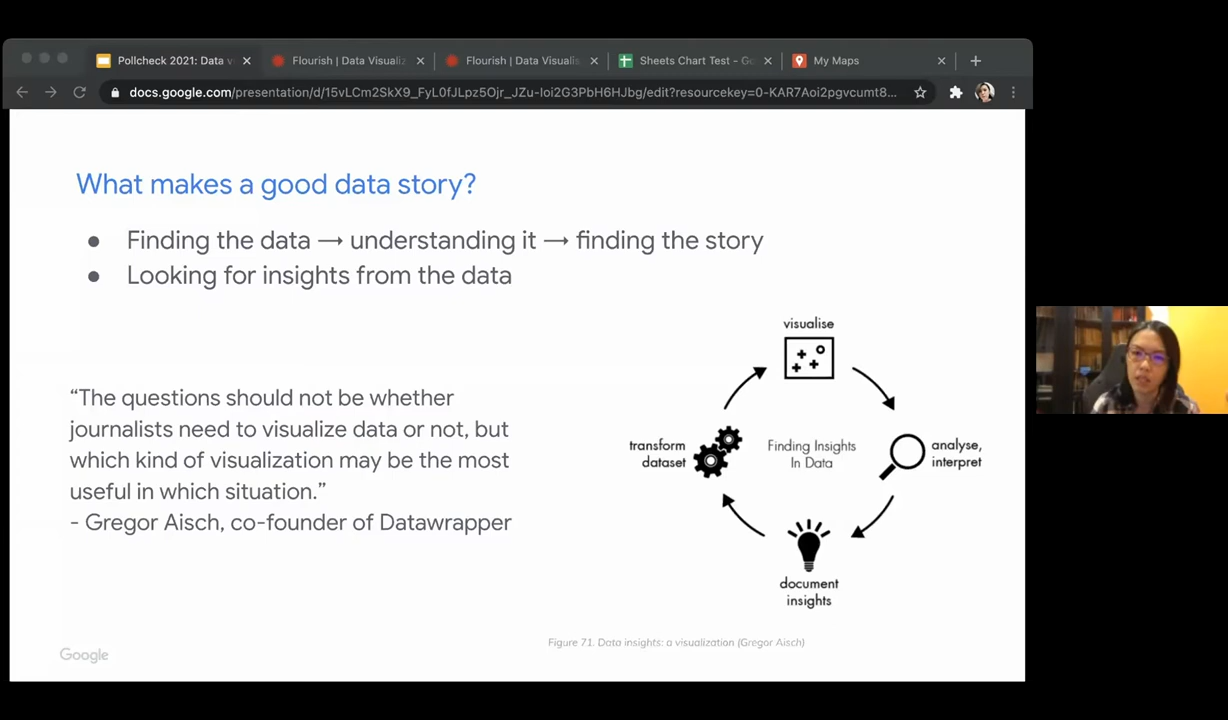 Pollcheck 2021: Data v
Flourish | Data Visualiz
Flourish | Data Visualis
Sheets Chart Test - Go
My Maps
docs.google.com/presentation/d/15vLCm2SkX9_FyL0fJLpz5Ojr_JZu-loi2G3PbH6HJbg/edit?resourcekey=0-KAR7Aoi2pgvcumt8...
What makes a good data story?
● Finding the data → understanding it → finding the story
● Looking for insights from the data
“The questions should not be whether
journalists need to visualize data or not, but
which kind of visualization may be the most
useful in which situation.”
- Gregor Aisch, co-founder of Datawrapper
visualise
transform
dataset
Finding Insights
In Data
analyse,
interpret
document
insights
Figure 71. Data insights: a visualization (Gregor Aisch)
Google